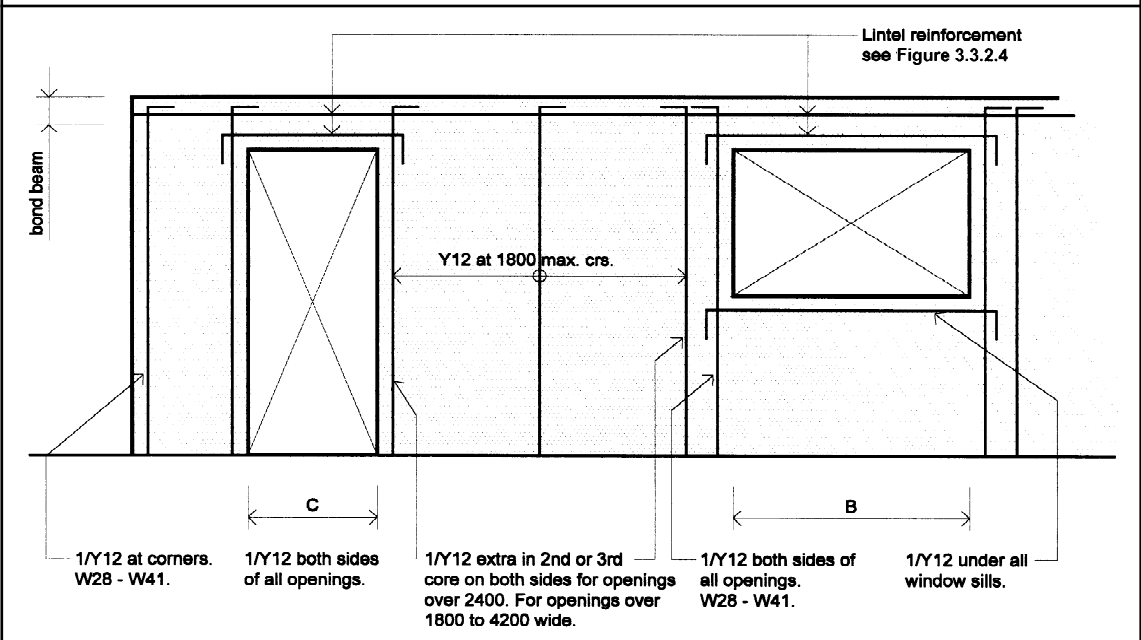 Lintel reinforcement
see Figure 3.3.2.4
bond beam
Y12 at 1800 max. crs.
C
B
1/Y12 at corners.
W28 - W41.
1/Y12 both sides
of all openings.
1/Y12 extra in 2nd or 3rd
core on both sides for openings
over 2400. For openings over
1800 to 4200 wide.
1/Y12 both sides of
all openings.
W28 - W41.
1/Y12 under all
window sills.